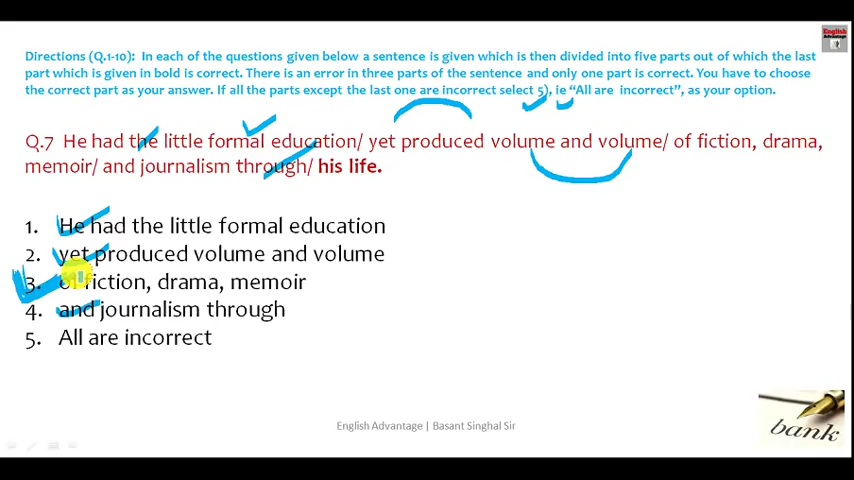 English
Advantage
Directions (Q.1-10): In each of the questions given below a sentence is given which is then divided into five parts out of which the last
part which is given in bold is correct. There is an error in three parts of the sentence and only one part is correct. You have to choose
the correct part as your answer. If all the parts except the last one are incorrect select 5), ie "All are incorrect", as your option.
Q.7 He had the little formal education/ yet produced volume and volume/ of fiction, drama,
memoir/ and journalism through/ his life.
1. He had the little formal education
2. yet produced volume and volume
3. of fiction, drama, memoir
4. and journalism through
5. All are incorrect
English Advantage | Basant Singhal Sir
bank